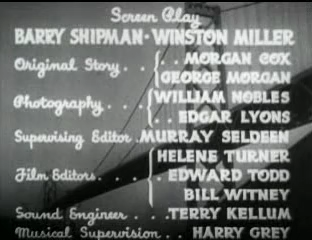 Screen Play
BARRY SHIPMAN · WINSTON MILLER
Original Story . . { . . MORGAN COX
GEORGE MORGAN
Photography . . . . { WILLIAM NOBLES
. . EDGAR LYONS
Supervising Editor . MURRAY SELDEEN
Film Editors . . . . { HELENE TURNER
. . EDWARD TODD
BILL WITNEY
Sound Engineer . . . TERRY KELLUM
Musical Supervision . . HARRY GREY